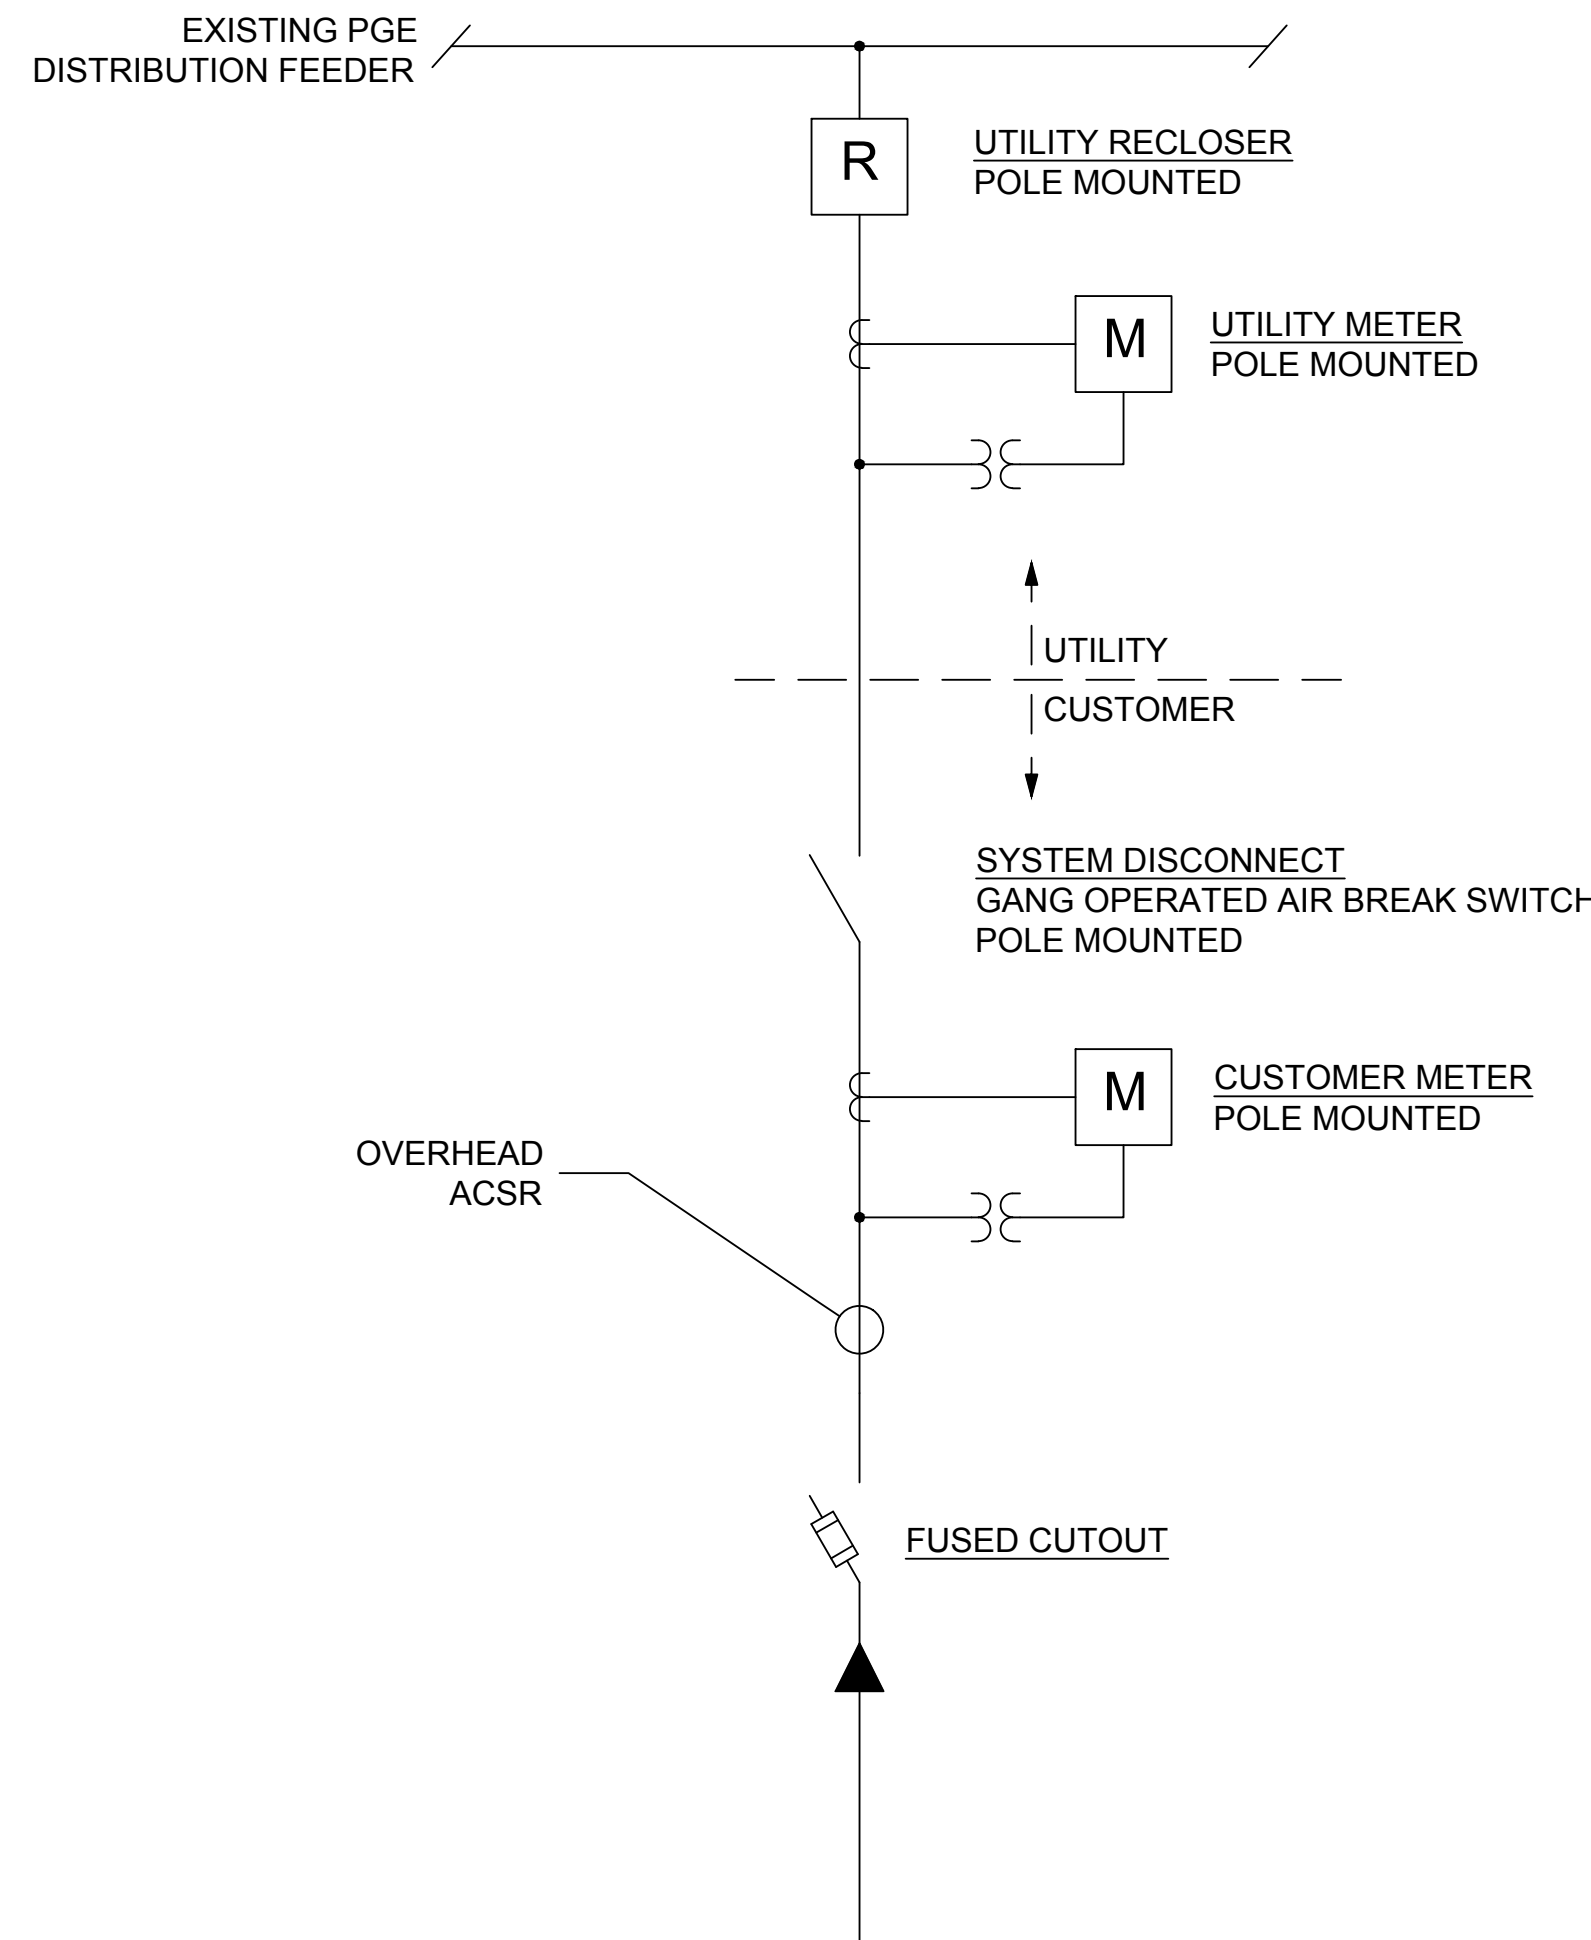 EXISTING PGE
DISTRIBUTION FEEDER
R
UTILITY RECLOSER
POLE MOUNTED
M
UTILITY METER
POLE MOUNTED
UTILITY
CUSTOMER
SYSTEM DISCONNECT
GANG OPERATED AIR BREAK SWITCH
POLE MOUNTED
M
CUSTOMER METER
POLE MOUNTED
OVERHEAD
ACSR
FUSED CUTOUT